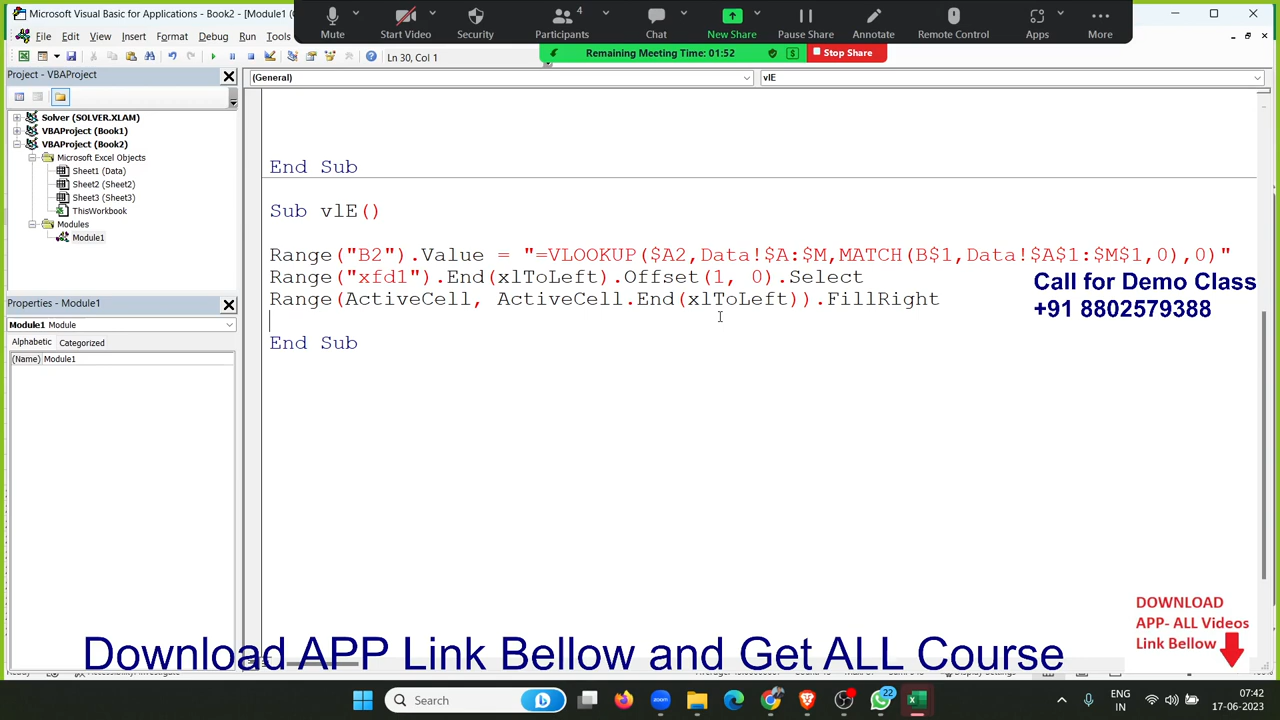 Microsoft Visual Basic for Applications - Book2 - [Module1 (
Mute
Start Video
Security
Participants
4
Chat
New Share
Pause Share
Annotate
Remote Control
Apps
More
File Edit View Insert Format Debug Run Tools
Remaining Meeting Time: 01:52
Stop Share
Ln 30, Col 1
Project - VBAProject
(General)
vlE
Solver (SOLVER.XLAM)
VBAProject (Book1)
VBAProject (Book2)
Microsoft Excel Objects
Sheet1 (Data)
Sheet2 (Sheet2)
Sheet3 (Sheet3)
ThisWorkbook
Modules
Module1
End Sub
Sub vlE()
Range("B2").Value = "=VLOOKUP($A2,Data!$A:$M,MATCH(B$1,Data!$A$1:$M$1,0),0)"
Range("xfd1").End(xlToLeft).Offset(1, 0).Select
Range(ActiveCell, ActiveCell.End(xlToLeft)).FillRight
End Sub
Call for Demo Class
+91 8802579388
Properties - Module1
Module1 Module
Alphabetic Categorized
(Name) Module1
DOWNLOAD
APP- ALL Videos
Link Bellow
Download APP Link Bellow and Get ALL Course
Search
22
ENG
IN
07:42
17-06-2023